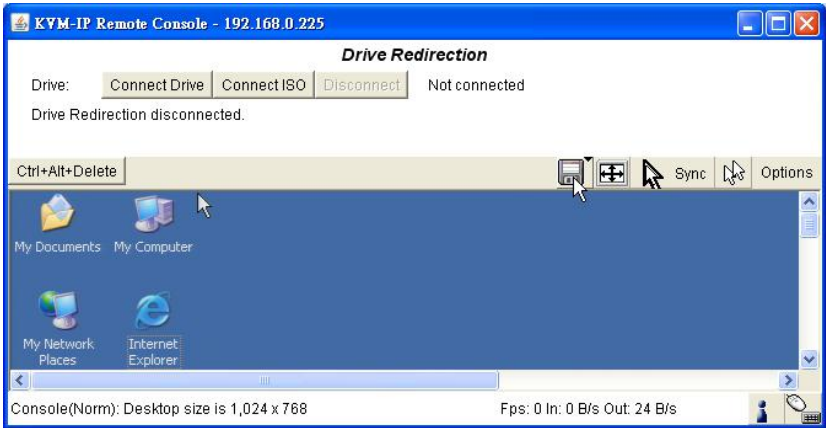 KVM-IP Remote Console - 192.168.0.225
Drive Redirection
Drive: Connect Drive Connect ISO Disconnect Not connected
Drive Redirection disconnected.
Ctrl+Alt+Delete Sync Options
My Documents My Computer
My Network Places
Internet Explorer
Console(Norm): Desktop size is 1,024 x 768 Fps: 0 In: 0 B/s Out: 24 B/s